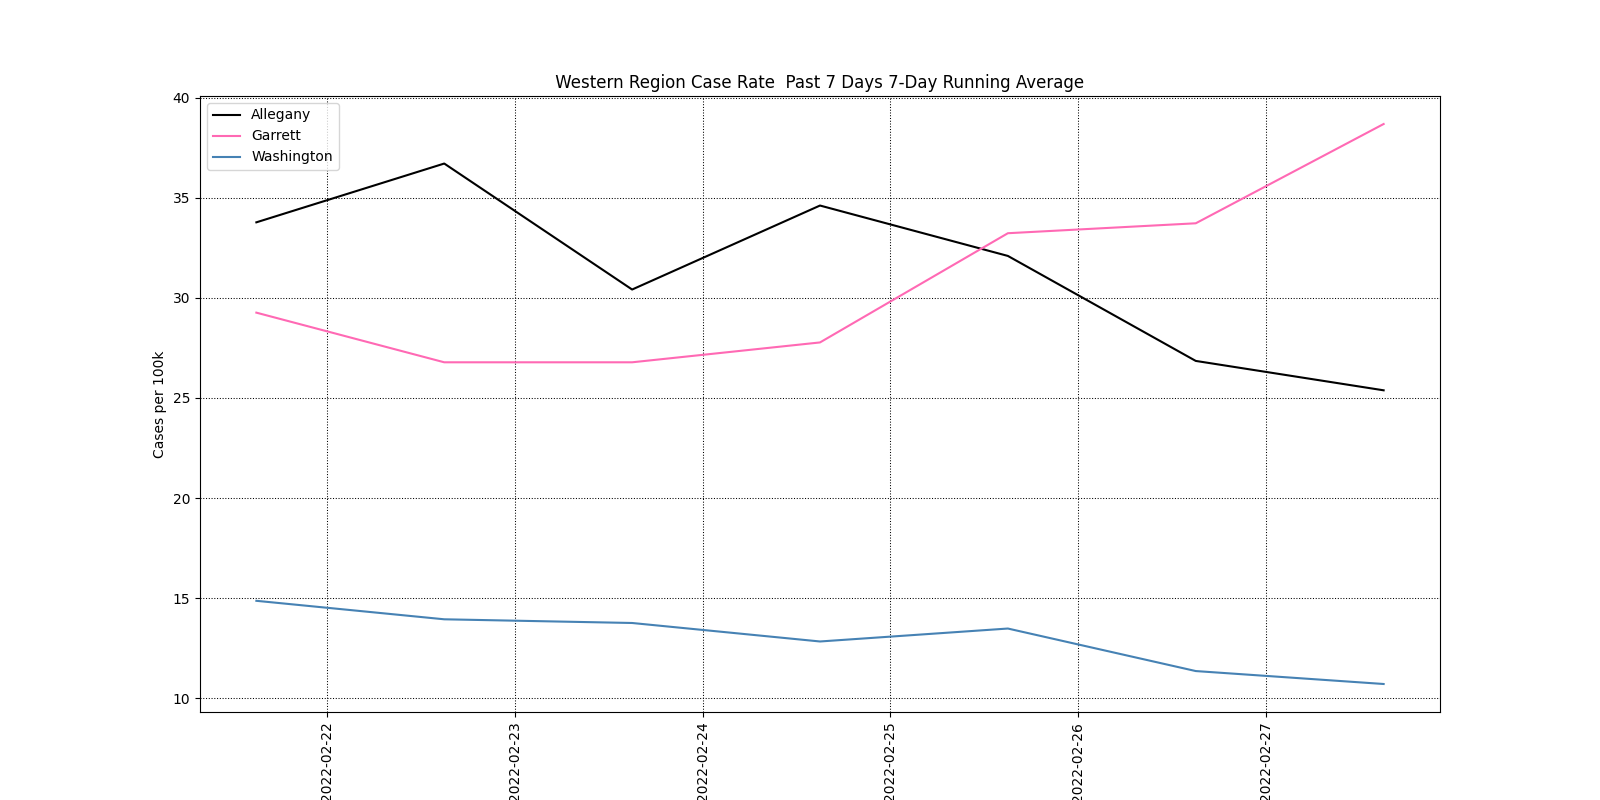 Western Region Case Rate  Past 7 Days 7-Day Running Average
Allegany
Garrett
Washington
Cases per 100k
40
35
30
25
20
15
10
2022-02-22
2022-02-23
2022-02-24
2022-02-25
2022-02-26
2022-02-27